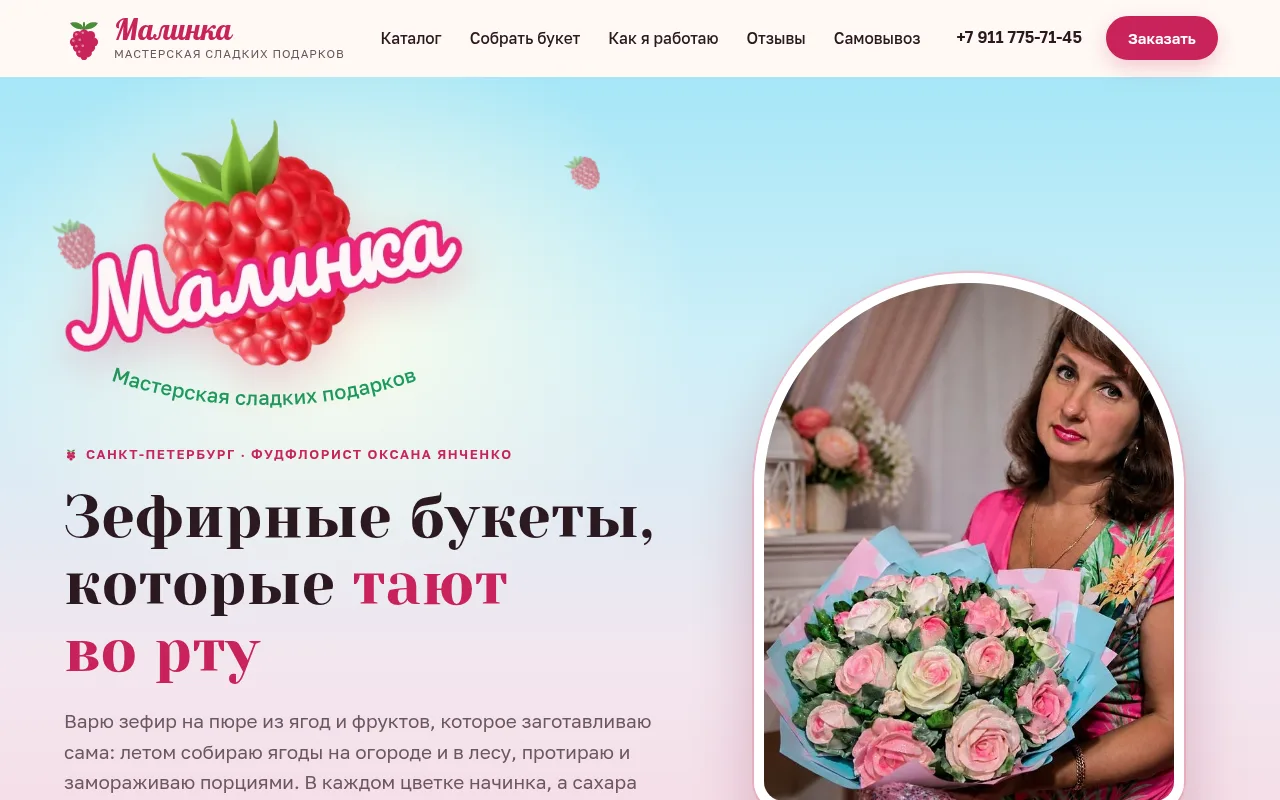 Малинка
МАСТЕРСКАЯ СЛАДКИХ ПОДАРКОВ
Каталог
Собрать букет
Как я работаю
Отзывы
Самовывоз
+7 911 775-71-45
Заказать
Малинка
Мастерская сладких подарков
САНКТ-ПЕТЕРБУРГ · ФУДФЛОРИСТ ОКСАНА ЯНЧЕНКО
Зефирные букеты,
которые тают
во рту
Варю зефир на пюре из ягод и фруктов, которое заготавливаю
сама: летом собираю ягоды на огороде и в лесу, протираю и
замораживаю порциями. В каждом цветке начинка, а сахара